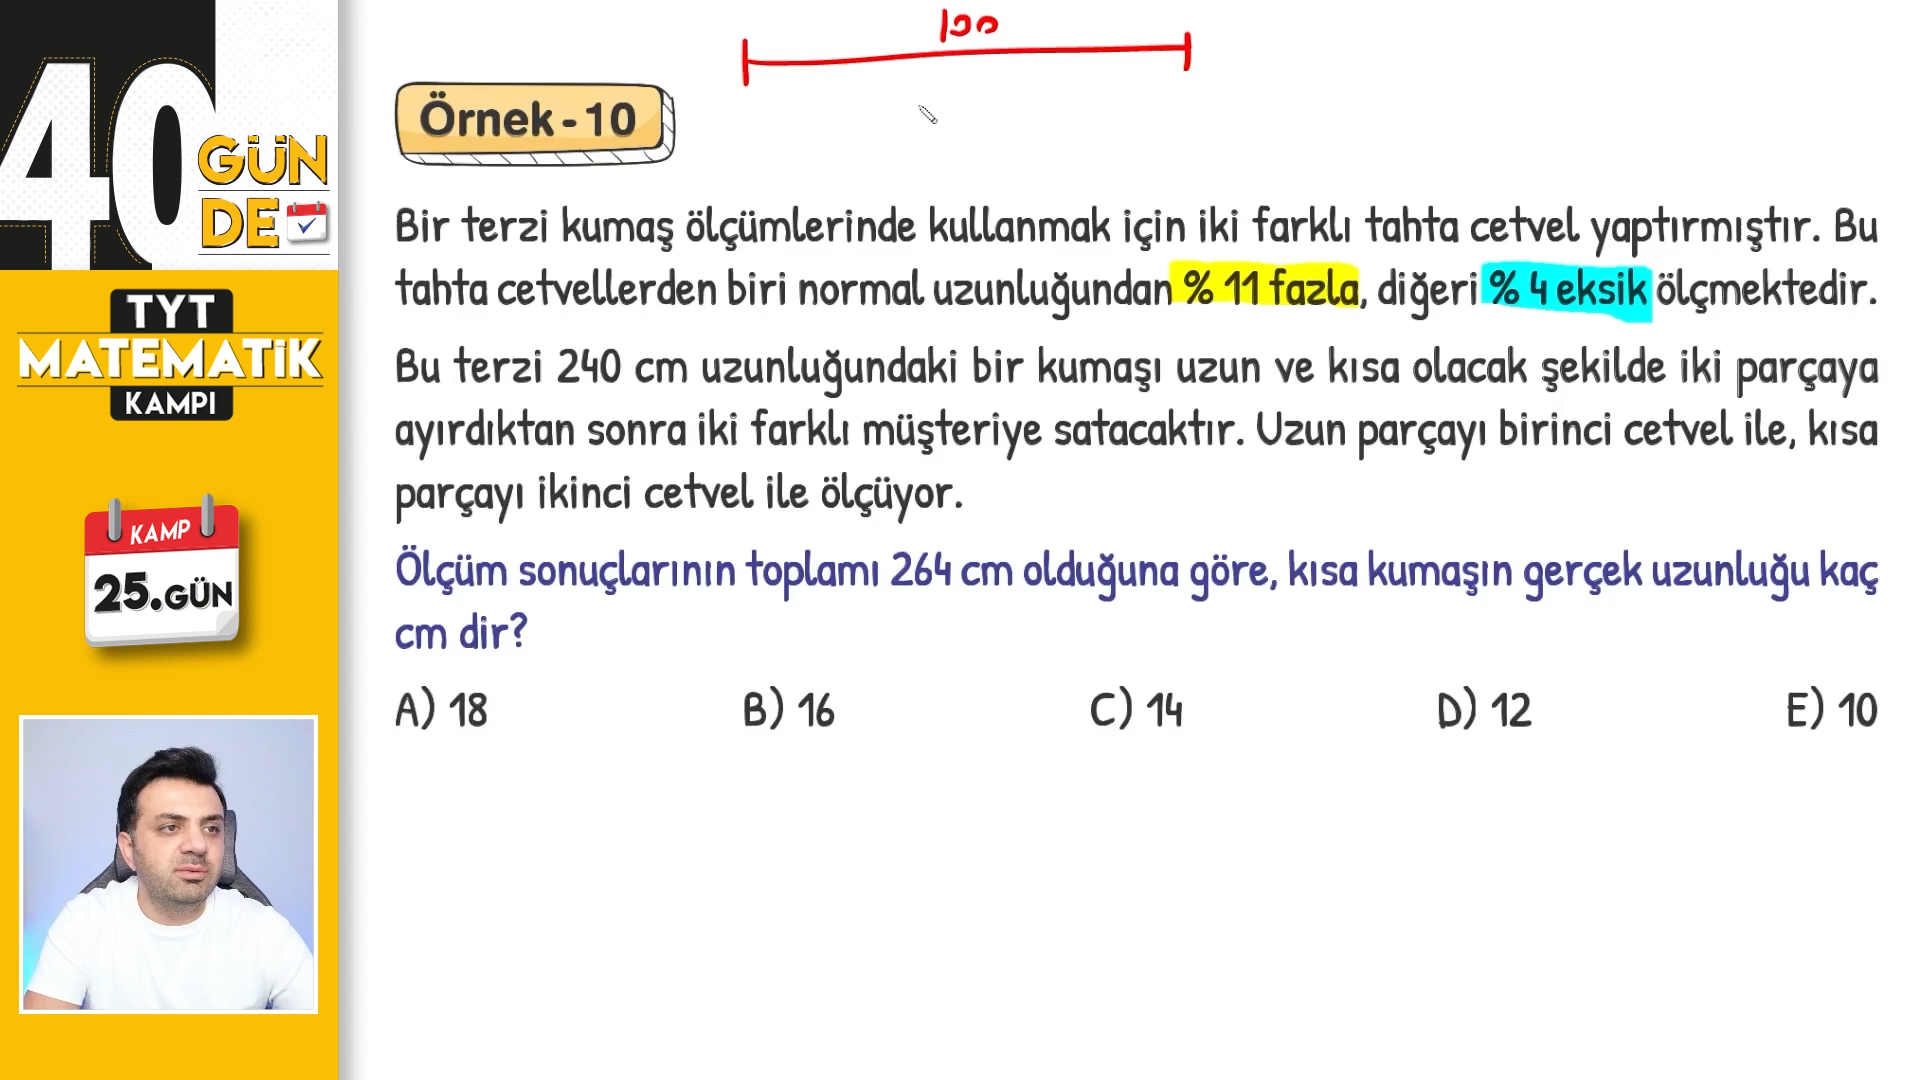 100
40
GÜN
DE
Örnek - 10
Bir terzi kumaş ölçümlerinde kullanmak için iki farklı tahta cetvel yaptırmıştır. Bu
tahta cetvellerden biri normal uzunluğundan % 11 fazla, diğeri % 4 eksik ölçmektedir.
Bu terzi 240 cm uzunluğundaki bir kumaşı uzun ve kısa olacak şekilde iki parçaya
ayırdıktan sonra iki farklı müşteriye satacaktır. Uzun parçayı birinci cetvel ile, kısa
parçayı ikinci cetvel ile ölçüyor.
Ölçüm sonuçlarının toplamı 264 cm olduğuna göre, kısa kumaşın gerçek uzunluğu kaç
cm dir?
A) 18 B) 16 C) 14 D) 12 E) 10
TYT
MATEMATİK
KAMPI
KAMP
25.GÜN